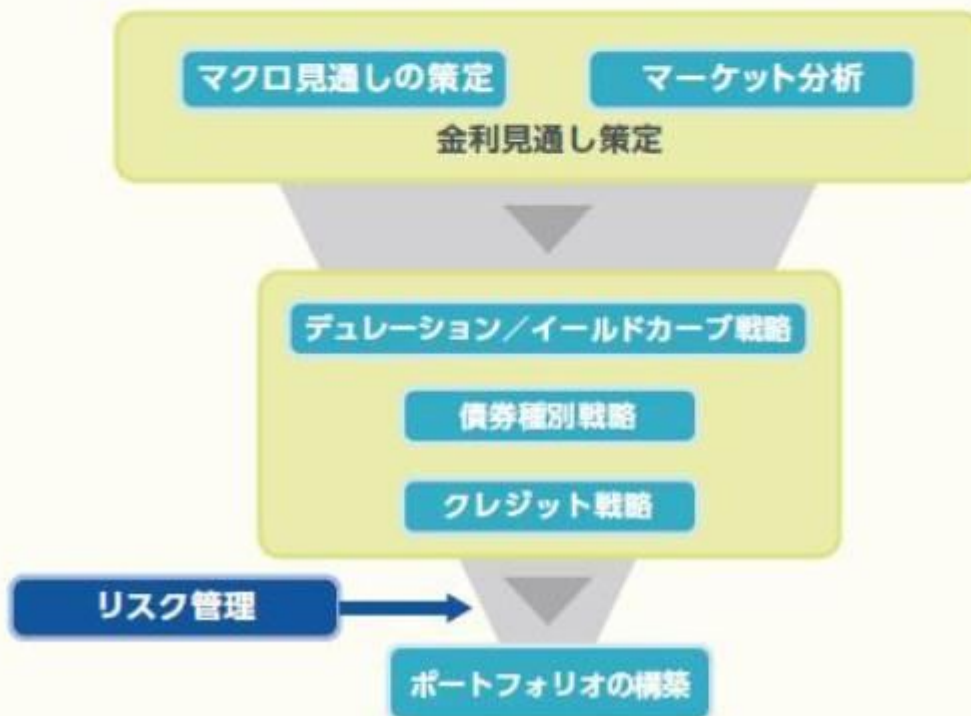 マクロ見通しの策定
マーケット分析
金利見通し策定
デュレーション／イールドカーブ戦略
債券種別戦略
クレジット戦略
リスク管理
ポートフォリオの構築